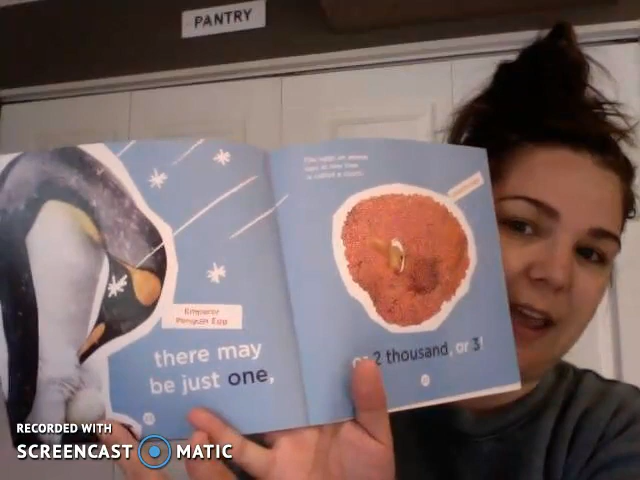 PANTRY
Emperor
Penguin Egg
there may
be just one,
or 2 thousand, or 3!
RECORDED WITH
SCREENCAST MATIC